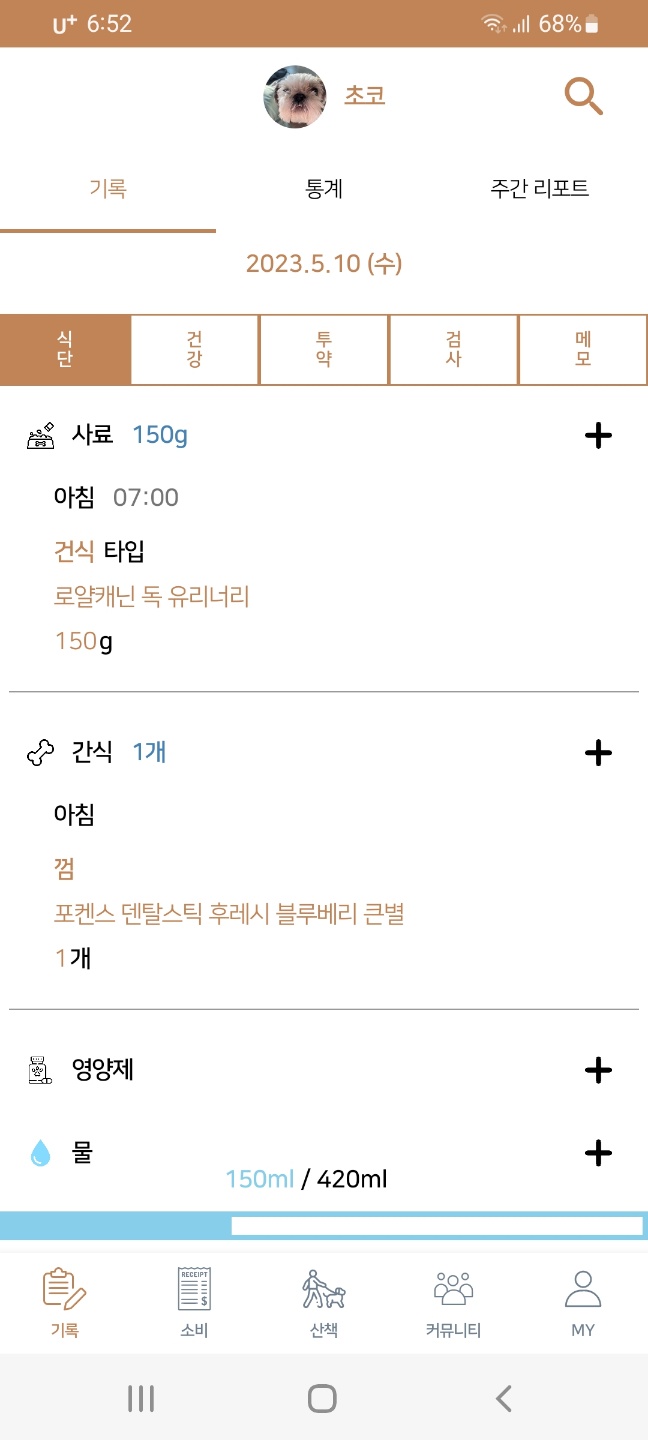 U+ 6:52 68%
초코
기록 통계 주간 리포트
2023.5.10 (수)
식단 건강 투약 검사 메모
사료 150g
아침 07:00
건식 타입
로얄캐닌 독 유리너리
150g
간식 1개
아침
껌
포켄스 덴탈스틱 후레시 블루베리 큰별
1개
영양제
물
150ml / 420ml
RECEIPT
$
기록 소비 산책 커뮤니티 MY